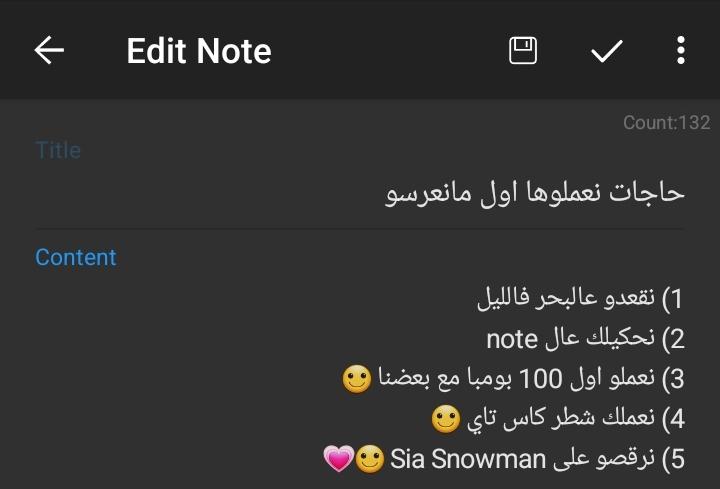 Edit Note
Count:132
Title
حاجات نعملوها اول مانعرسو
Content
1) نقعدو عالبحر فالليل
2) نحكيلك عال note
3) نعملو اول 100 بومبا مع بعضنا 🙂
4) نعملك شطر كاس تاي 🙂
5) نرقصو على Sia Snowman 🙂💗